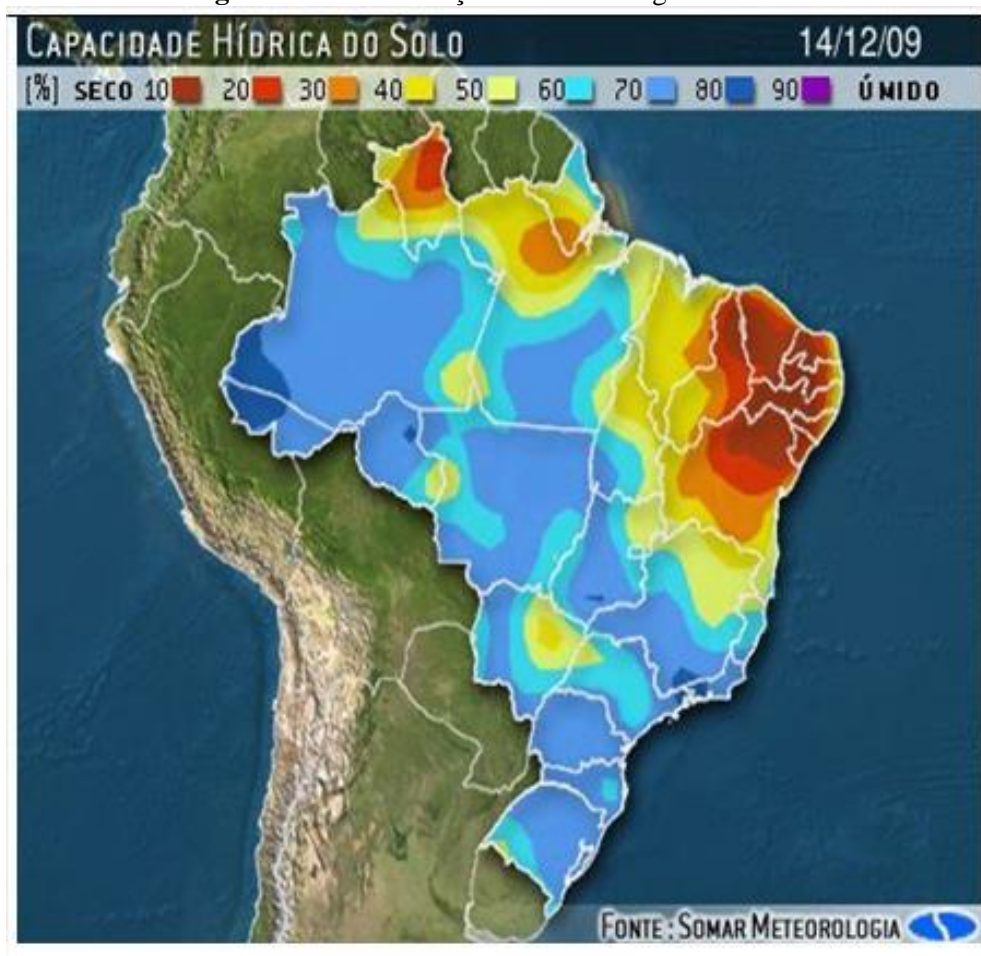 CAPACIDADE HÍDRICA DO SOLO 14/12/09
[%] SECO 10 20 30 40 50 60 70 80 90 ÚMIDO
FONTE : SOMAR METEOROLOGIA